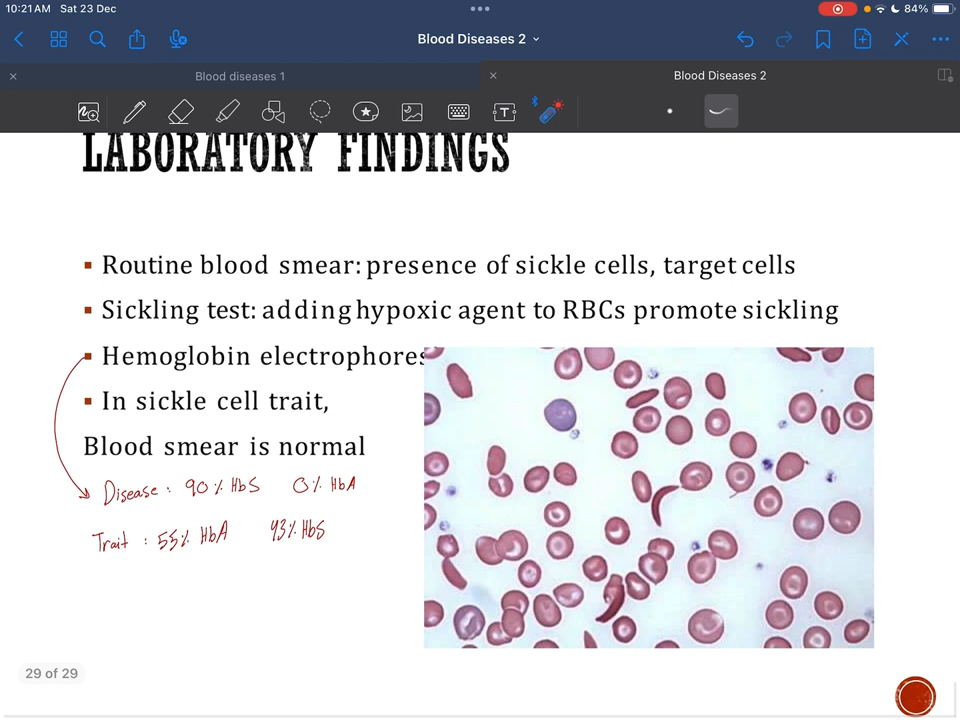 10:21 AM Sat 23 Dec
84%
Blood Diseases 2
Blood diseases 1
Blood Diseases 2
LABORATORY FINDINGS
Routine blood smear: presence of sickle cells, target cells
Sickling test: adding hypoxic agent to RBCs promote sickling
Hemoglobin electrophores
In sickle cell trait,
Blood smear is normal
Disease : 90% HbS 0% HbA
Trait : 55% HbA 43% HbS
29 of 29